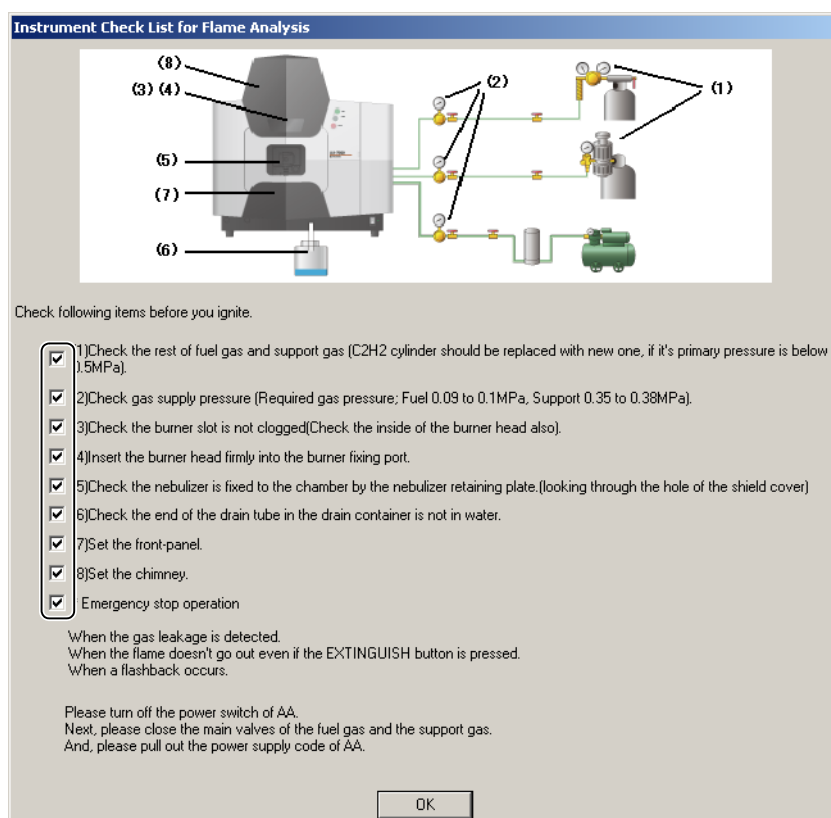 Instrument Check List for Flame Analysis
(8)
(3) (4)
(5)
(7)
(6)
(2)
(1)
Check following items before you ignite.
1)Check the rest of fuel gas and support gas (C2H2 cylinder should be replaced with new one, if it's primary pressure is below
0.5MPa).
2)Check gas supply pressure (Required gas pressure; Fuel 0.09 to 0.1MPa, Support 0.35 to 0.38MPa).
3)Check the burner slot is not clogged(Check the inside of the burner head also).
4)Insert the burner head firmly into the burner fixing port.
5)Check the nebulizer is fixed to the chamber by the nebulizer retaining plate.(looking through the hole of the shield cover)
6)Check the end of the drain tube in the drain container is not in water.
7)Set the front-panel.
8)Set the chimney.
Emergency stop operation
When the gas leakage is detected.
When the flame doesn't go out even if the EXTINGUISH button is pressed.
When a flashback occurs.
Please turn off the power switch of AA.
Next, please close the main valves of the fuel gas and the support gas.
And, please pull out the power supply code of AA.
OK